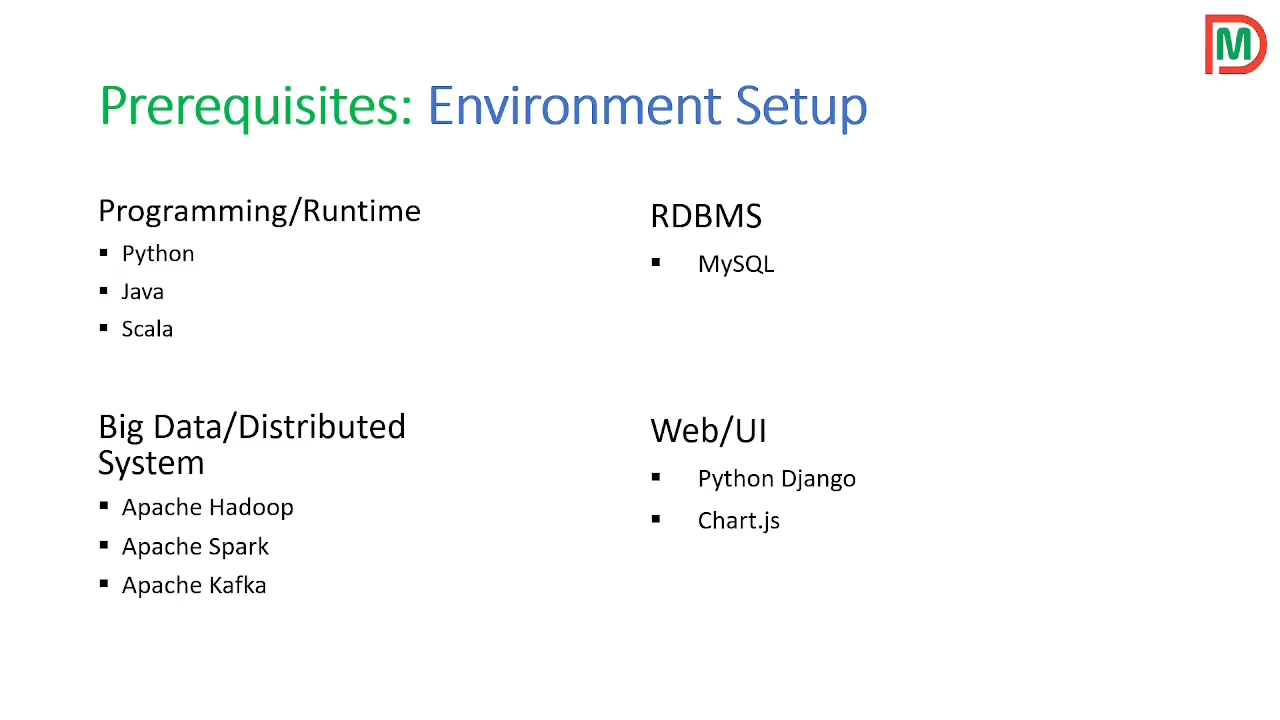 Prerequisites: Environment Setup
Programming/Runtime
▪ Python
▪ Java
▪ Scala
RDBMS
▪ MySQL
Big Data/Distributed
System
▪ Apache Hadoop
▪ Apache Spark
▪ Apache Kafka
Web/UI
▪ Python Django
▪ Chart.js
DM